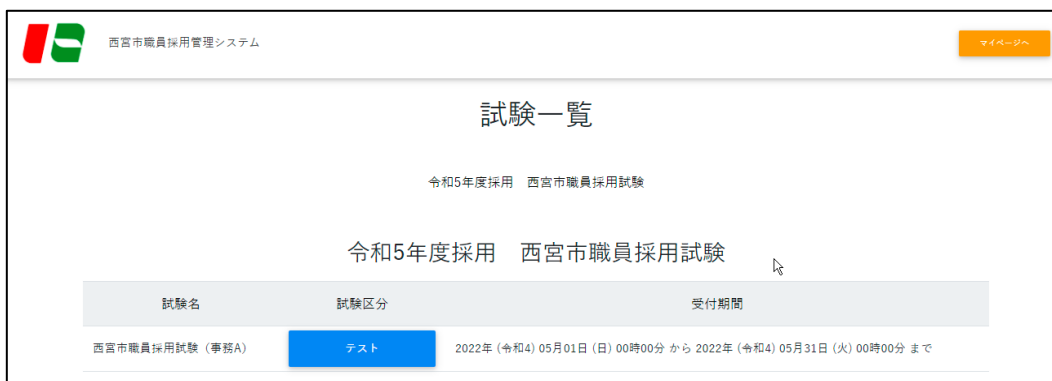 西宮市職員採用管理システム
マイページへ
試験一覧
令和5年度採用　西宮市職員採用試験
令和5年度採用　西宮市職員採用試験
試験名 試験区分 受付期間
西宮市職員採用試験（事務A） テスト 2022年 (令和4) 05月01日 (日) 00時00分 から 2022年 (令和4) 05月31日 (火) 00時00分 まで